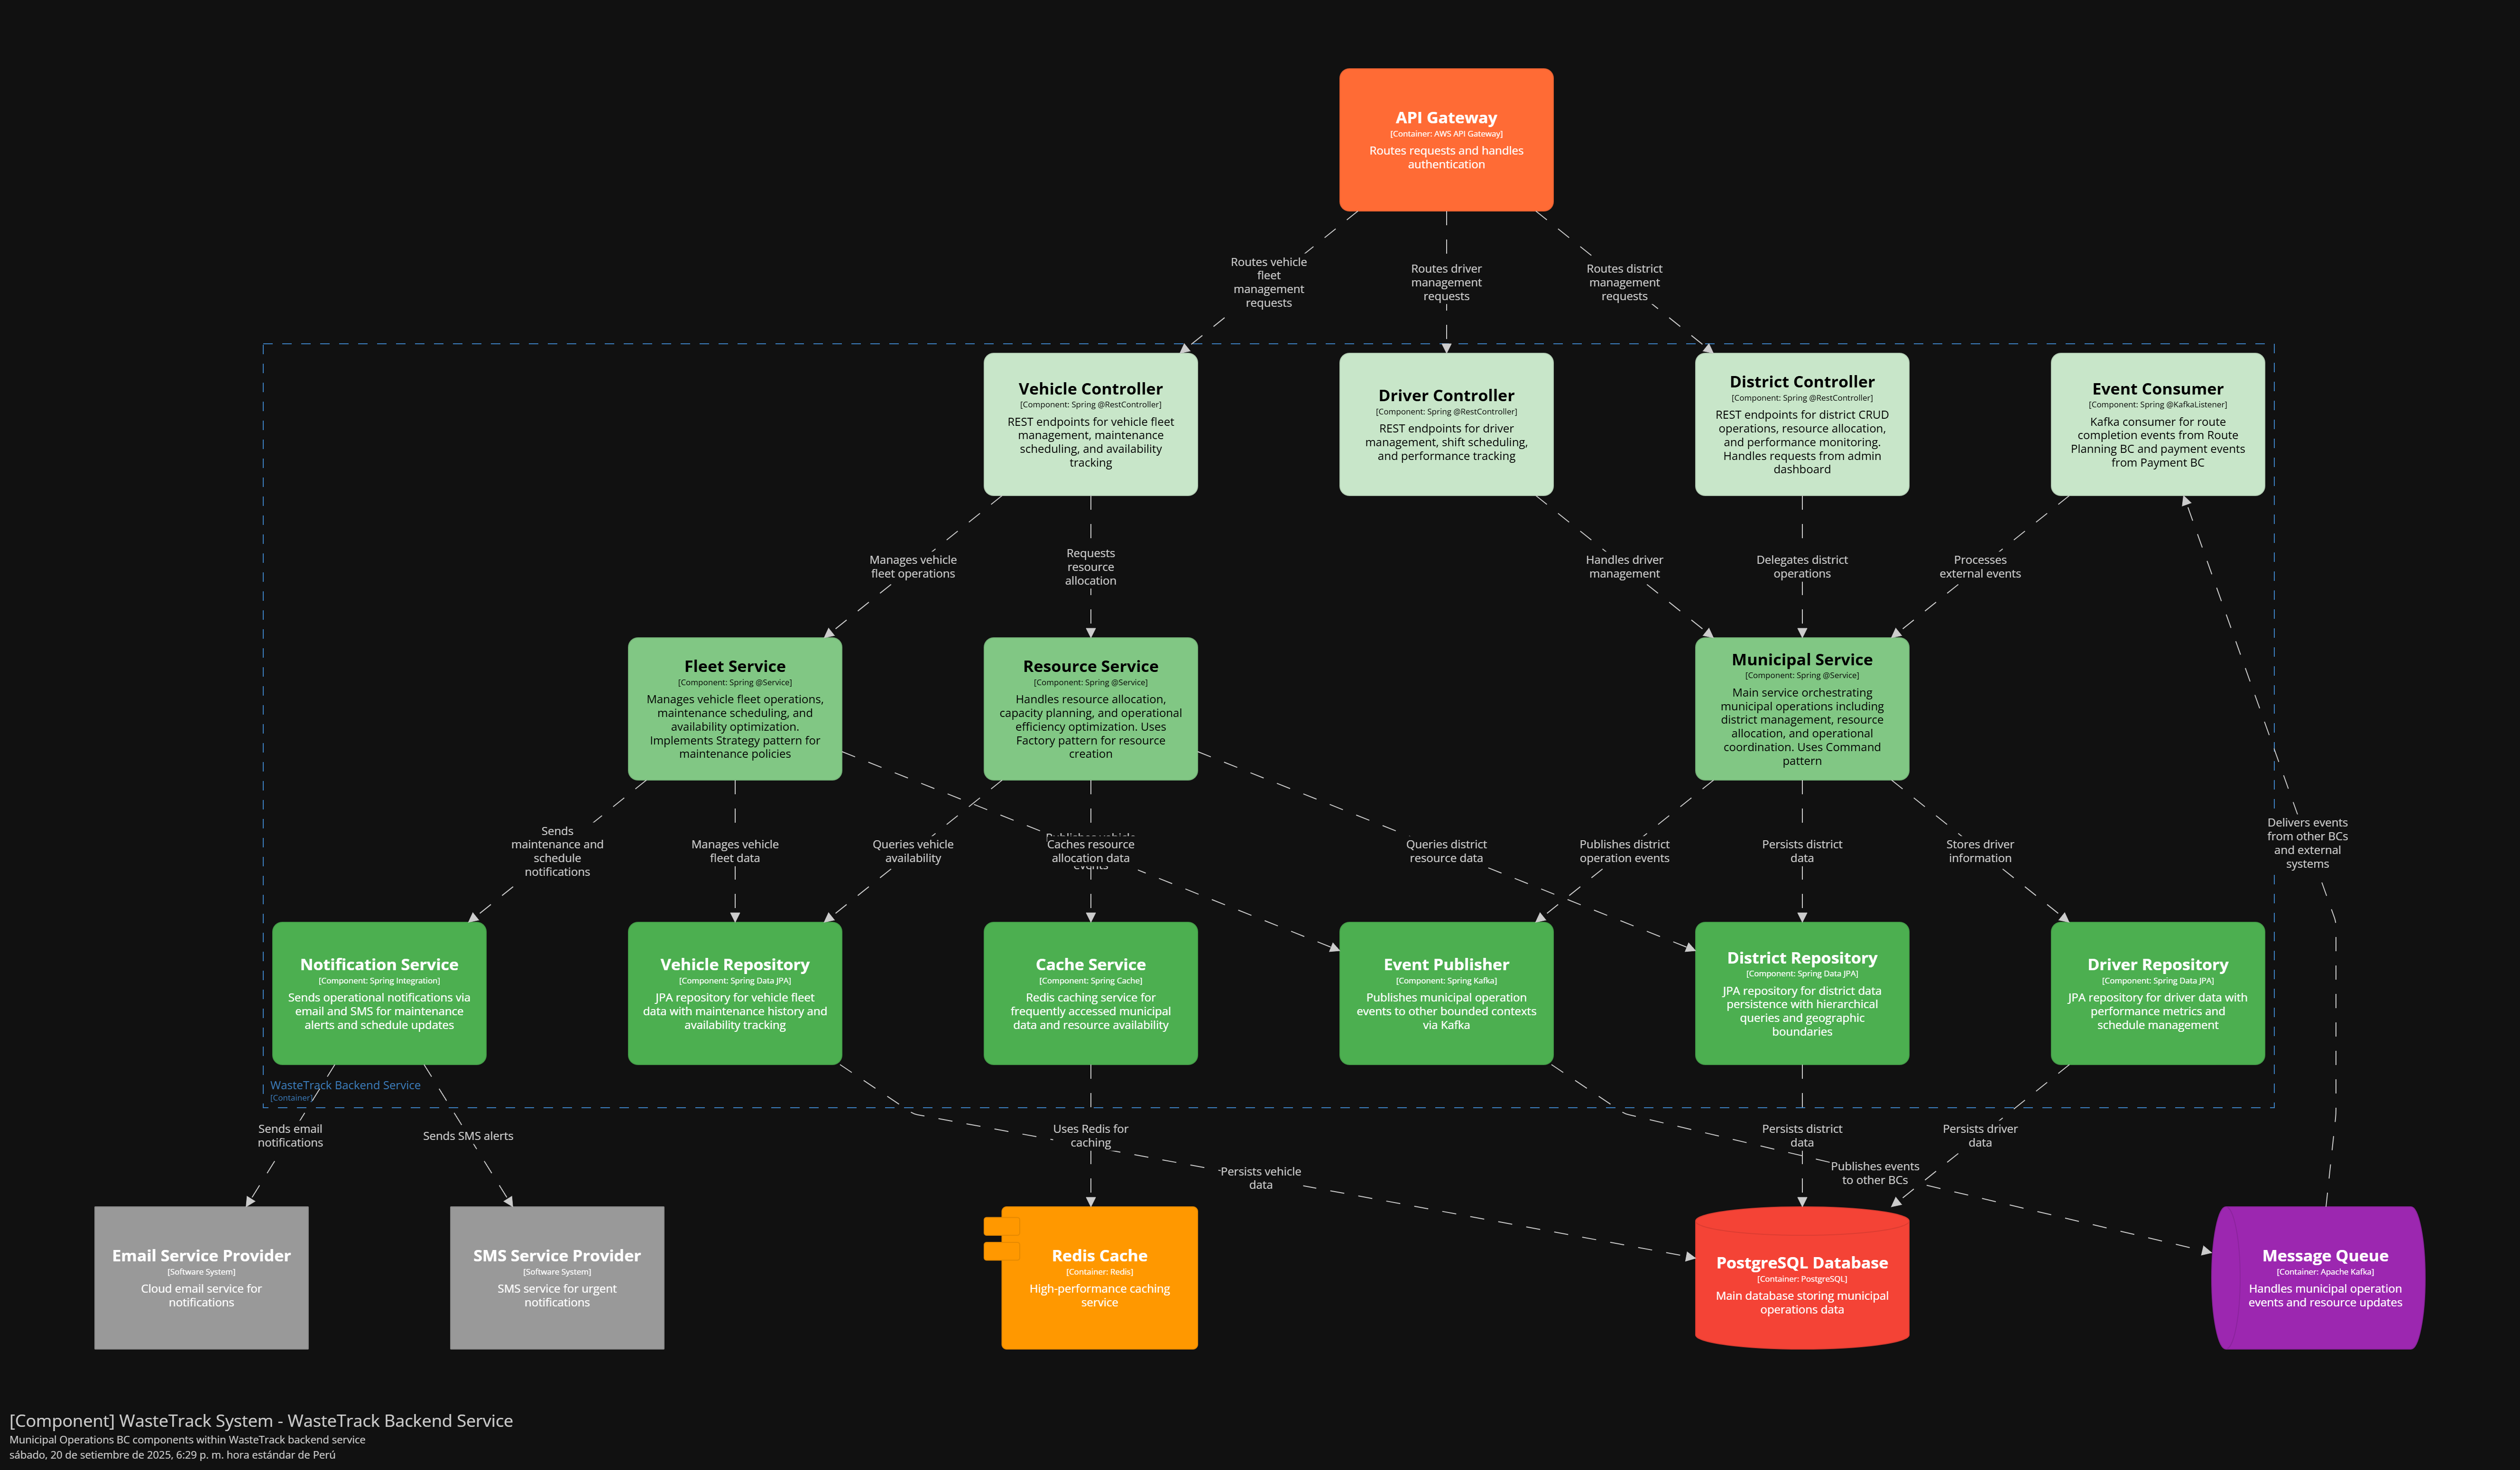 API Gateway
[Container: AWS API Gateway]
Routes requests and handles
authentication
Routes vehicle
fleet
management
requests
Routes driver
management
requests
Routes district
management
requests
Vehicle Controller
[Component: Spring @RestController]
REST endpoints for vehicle fleet
management, maintenance
scheduling, and availability
tracking
Driver Controller
[Component: Spring @RestController]
REST endpoints for driver
management, shift scheduling,
and performance tracking
District Controller
[Component: Spring @RestController]
REST endpoints for district CRUD
operations, resource allocation,
and performance monitoring.
Handles requests from admin
dashboard
Event Consumer
[Component: Spring @KafkaListener]
Kafka consumer for route
completion events from Route
Planning BC and payment events
from Payment BC
Manages vehicle
fleet operations
Requests
resource
allocation
Handles driver
management
Delegates district
operations
Processes
external events
Fleet Service
[Component: Spring @Service]
Manages vehicle fleet operations,
maintenance scheduling, and
availability optimization.
Implements Strategy pattern for
maintenance policies
Resource Service
[Component: Spring @Service]
Handles resource allocation,
capacity planning, and operational
efficiency optimization. Uses
Factory pattern for resource
creation
Municipal Service
[Component: Spring @Service]
Main service orchestrating
municipal operations including
district management, resource
allocation, and operational
coordination. Uses Command
pattern
Sends
maintenance and
schedule
notifications
Manages vehicle
fleet data
Queries vehicle
availability
Caches resource
allocation data
Queries district
resource data
Publishes district
operation events
Persists district
data
Stores driver
information
Delivers events
from other BCs
and external
systems
Notification Service
[Component: Spring Integration]
Sends operational notifications via
email and SMS for maintenance
alerts and schedule updates
Vehicle Repository
[Component: Spring Data JPA]
JPA repository for vehicle fleet
data with maintenance history and
availability tracking
Cache Service
[Component: Spring Cache]
Redis caching service for
frequently accessed municipal
data and resource availability
Event Publisher
[Component: Spring Kafka]
Publishes municipal operation
events to other bounded contexts
via Kafka
District Repository
[Component: Spring Data JPA]
JPA repository for district data
persistence with hierarchical
queries and geographic
boundaries
Driver Repository
[Component: Spring Data JPA]
JPA repository for driver data with
performance metrics and
schedule management
WasteTrack Backend Service
[Container]
Sends email
notifications
Sends SMS alerts
Uses Redis for
caching
Persists vehicle
data
Persists district
data
Publishes events
to other BCs
Persists driver
data
Email Service Provider
[Software System]
Cloud email service for
notifications
SMS Service Provider
[Software System]
SMS service for urgent
notifications
Redis Cache
[Container: Redis]
High-performance caching
service
PostgreSQL Database
[Container: PostgreSQL]
Main database storing municipal
operations data
Message Queue
[Container: Apache Kafka]
Handles municipal operation
events and resource updates
[Component] WasteTrack System - WasteTrack Backend Service
Municipal Operations BC components within WasteTrack backend service
sábado, 20 de setiembre de 2025, 6:29 p. m. hora estándar de Perú